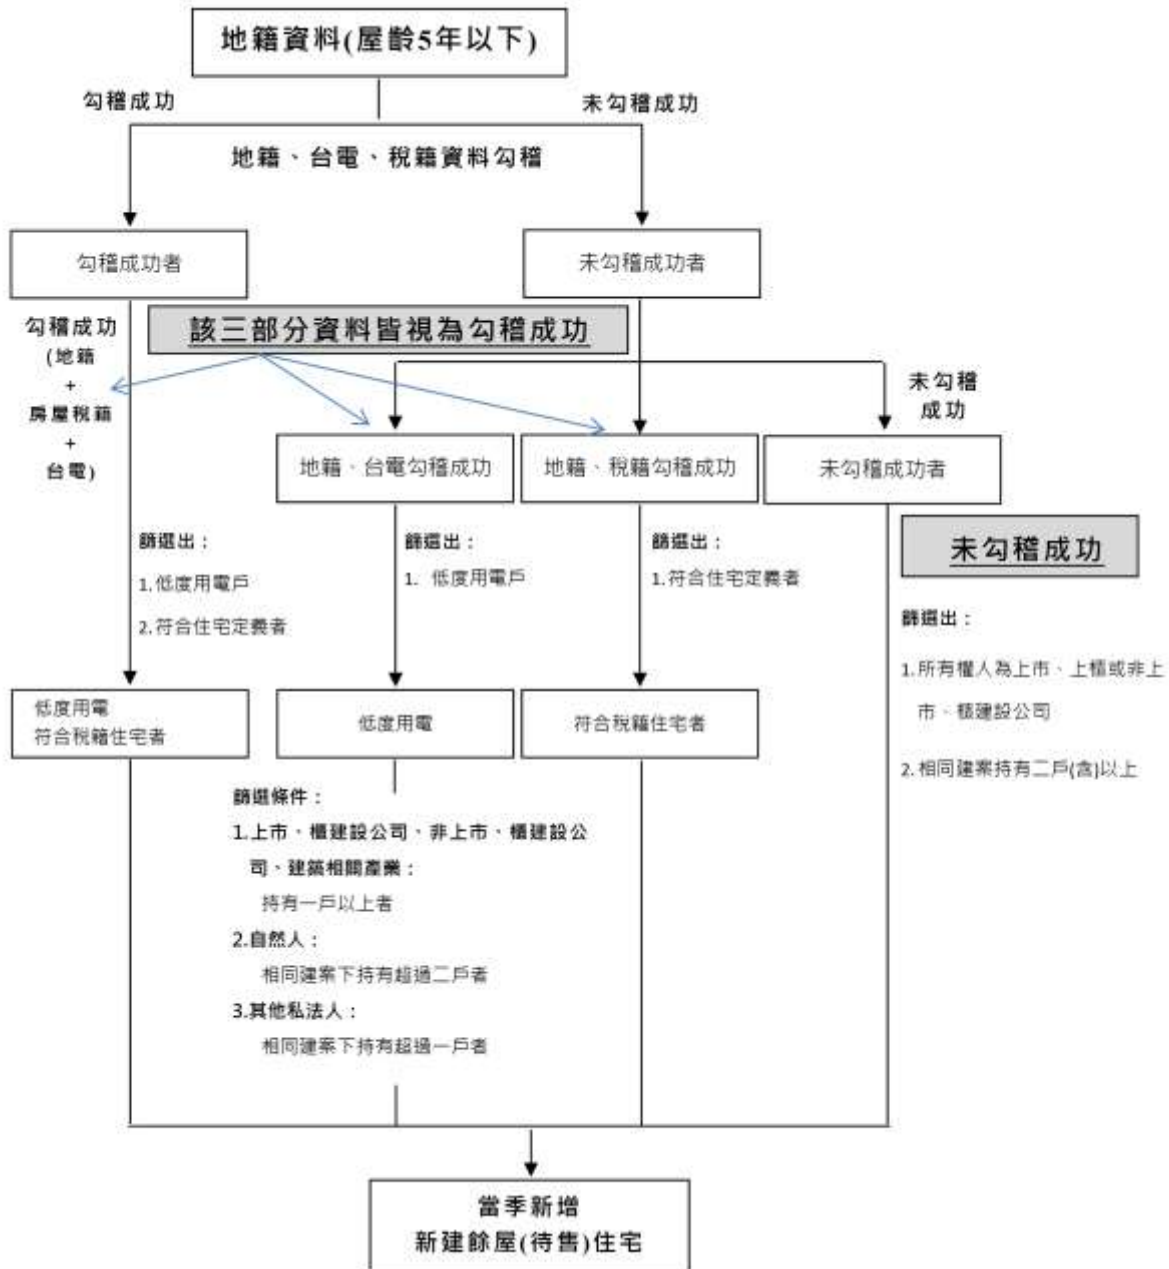 地籍資料(屋齡5年以下)
勾稽成功
未勾稽成功
地籍、台電、稅籍資料勾稽
勾稽成功者
未勾稽成功者
勾稽成功
(地籍
+
房屋稅籍
+
台電)
該三部分資料皆視為勾稽成功
未勾稽
成功
地籍、台電勾稽成功
地籍、稅籍勾稽成功
未勾稽成功者
篩選出：
1.低度用電戶
2.符合住宅定義者
篩選出：
1. 低度用電戶
篩選出：
1.符合住宅定義者
未勾稽成功
篩選出：
1.所有權人為上市、上櫃或非上
市、櫃建設公司
2.相同建案持有二戶(含)以上
低度用電
符合稅籍住宅者
低度用電
符合稅籍住宅者
篩選條件：
1.上市、櫃建設公司、非上市、櫃建設公
司、建築相關產業：
持有一戶以上者
2.自然人：
相同建案下持有超過二戶者
3.其他私法人：
相同建案下持有超過一戶者
當季新增
新建餘屋(待售)住宅